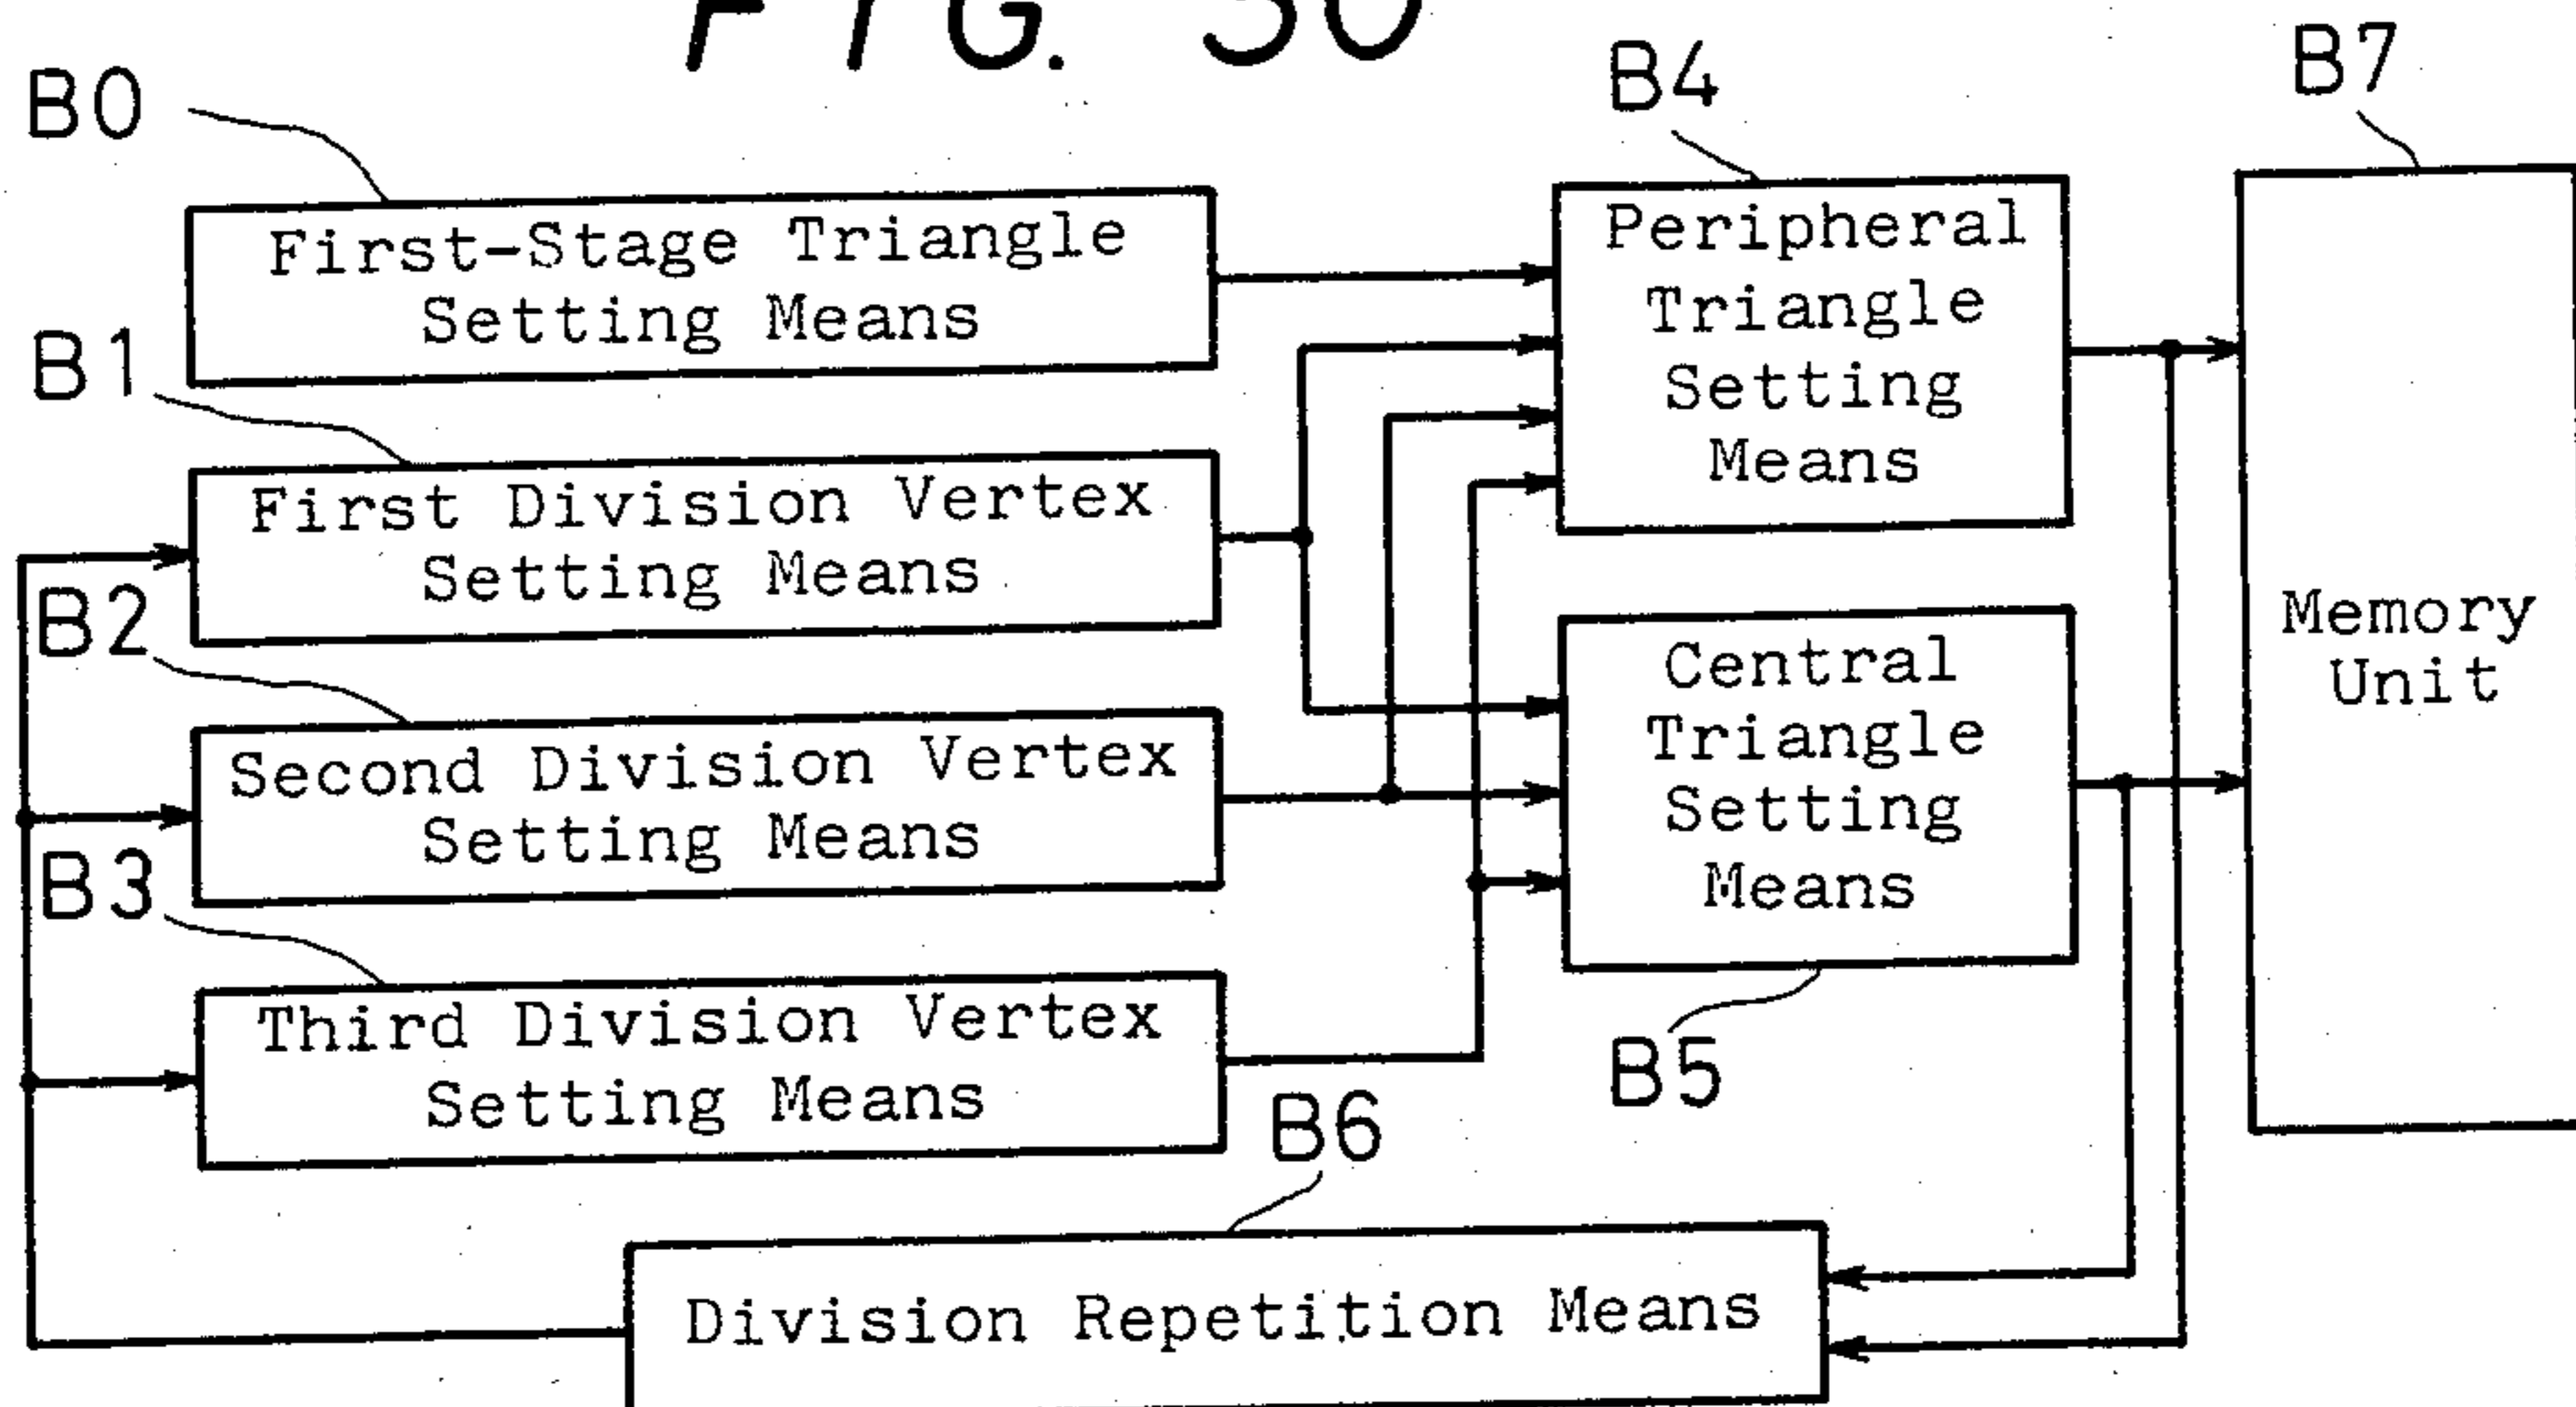 FIG. 30
B0
First-Stage Triangle
Setting Means
B1
First Division Vertex
Setting Means
B2
Second Division Vertex
Setting Means
B3
Third Division Vertex
Setting Means
B4
Peripheral
Triangle
Setting
Means
Central
Triangle
Setting
Means
B5
B6
Division Repetition Means
B7
Memory
Unit